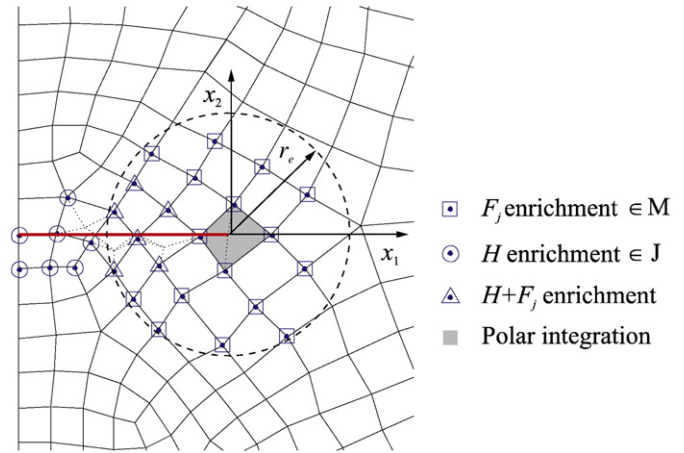 x₂
rₑ
x₁
Fⱼ enrichment ∈ M
H enrichment ∈ J
H+Fⱼ enrichment
Polar integration